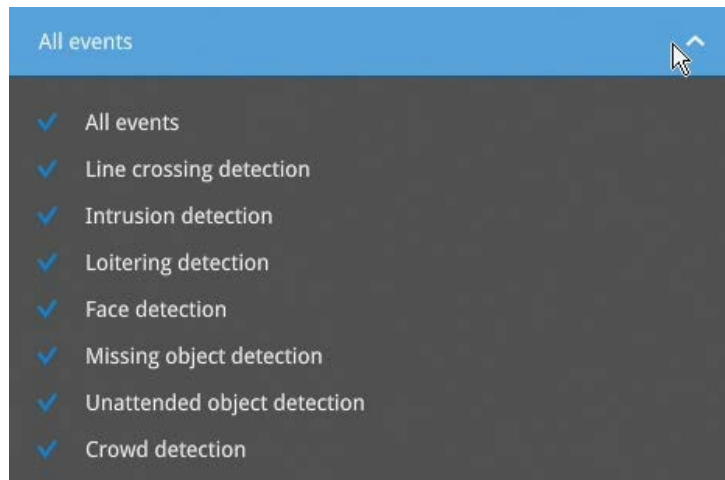 All events
All events
Line crossing detection
Intrusion detection
Loitering detection
Face detection
Missing object detection
Unattended object detection
Crowd detection